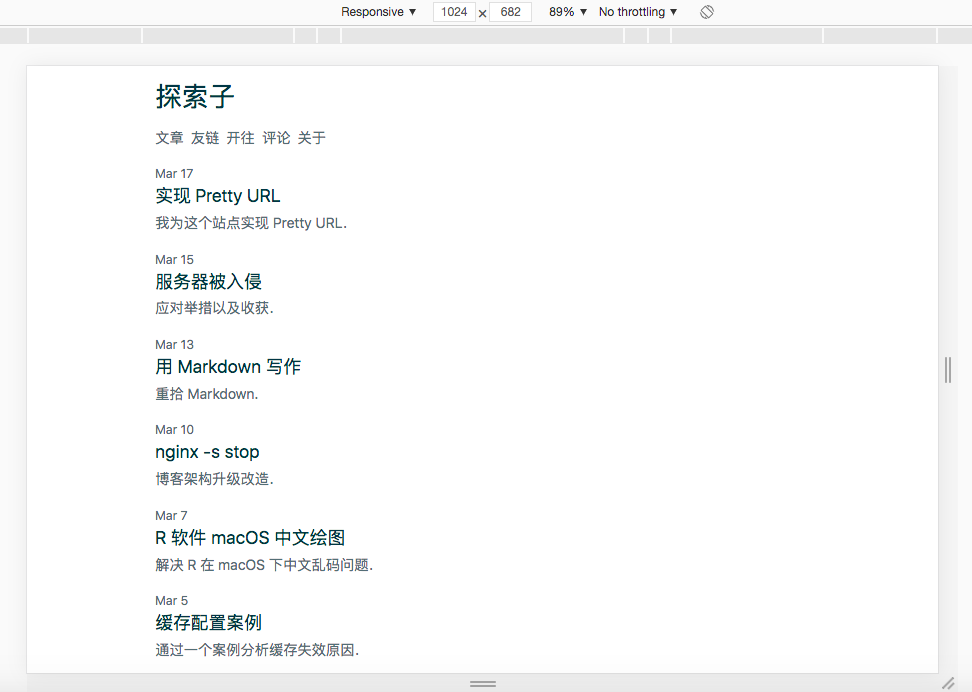 Responsive ▼ 1024 × 682 89% ▼ No throttling ▼
探索子
文章 友链 开往 评论 关于
Mar 17
实现 Pretty URL
我为这个站点实现 Pretty URL.
Mar 15
服务器被入侵
应对举措以及收获.
Mar 13
用 Markdown 写作
重拾 Markdown.
Mar 10
nginx -s stop
博客架构升级改造.
Mar 7
R 软件 macOS 中文绘图
解决 R 在 macOS 下中文乱码问题.
Mar 5
缓存配置案例
通过一个案例分析缓存失效原因.